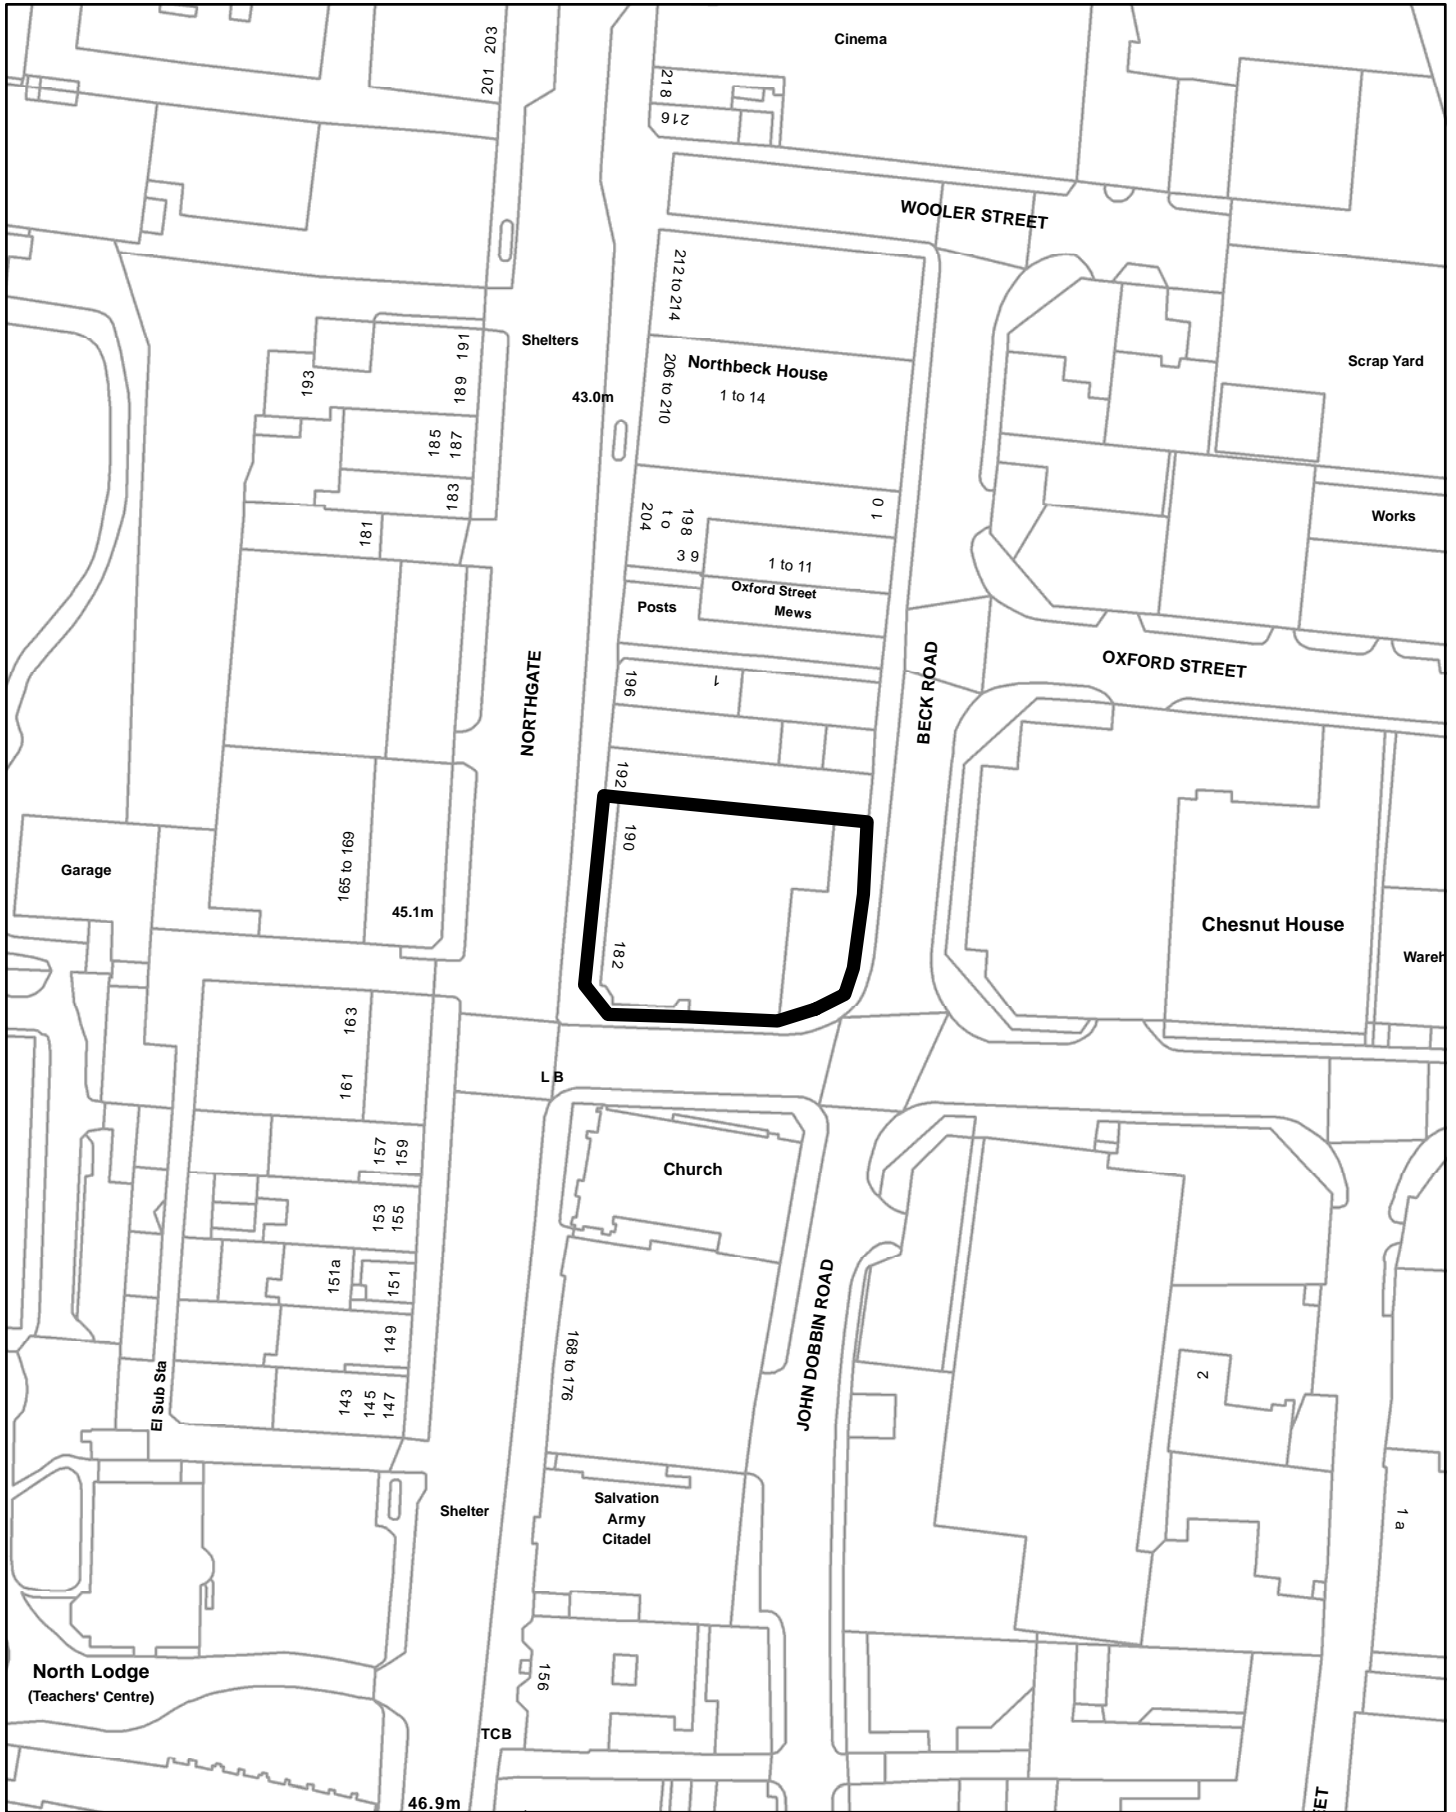 Cinema
201 203
218
216
WOOLER STREET
212 to 214
Northbeck House
1 to 14
206 to 210
Shelters
43.0m
191
189
193
185
187
183
181
Scrap Yard
Works
198
to
204
39
10
1 to 11
Oxford Street
Mews
Posts
OXFORD STREET
NORTHGATE
BECK ROAD
196
1
192
190
182
165 to 169
45.1m
Garage
Chesnut House
Wareh
163
161
L B
Church
157
159
153
155
151a
151
149
143
145
147
El Sub Sta
168 to 176
JOHN DOBBIN ROAD
2
1 a
Shelter
Salvation
Army
Citadel
156
North Lodge
(Teachers' Centre)
TCB
46.9m
EET